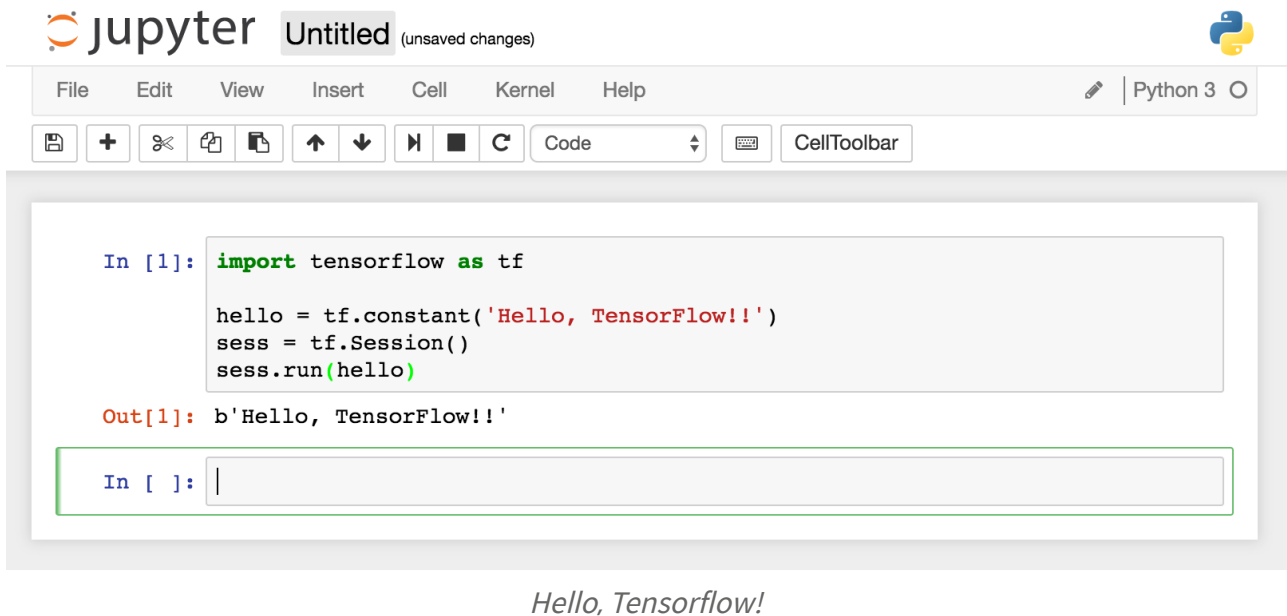 jupyter Untitled (unsaved changes)
File Edit View Insert Cell Kernel Help Python 3
Code CellToolbar
In [1]: import tensorflow as tf
hello = tf.constant('Hello, TensorFlow!!')
sess = tf.Session()
sess.run(hello)
Out[1]: b'Hello, TensorFlow!!'
In [ ]:
Hello, Tensorflow!